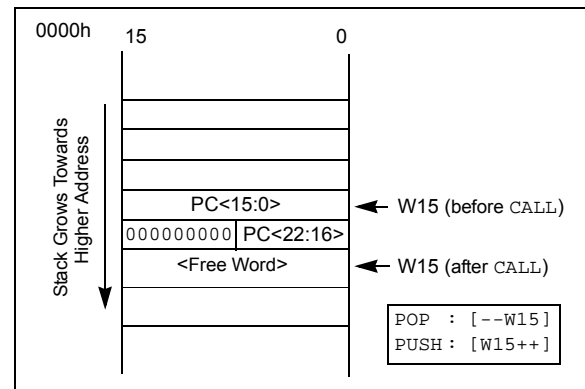 0000h
15 0
Stack Grows Towards
Higher Address
PC<15:0>
W15 (before CALL)
000000000 PC<22:16>
<Free Word>
W15 (after CALL)
POP : [--W15]
PUSH : [W15++]